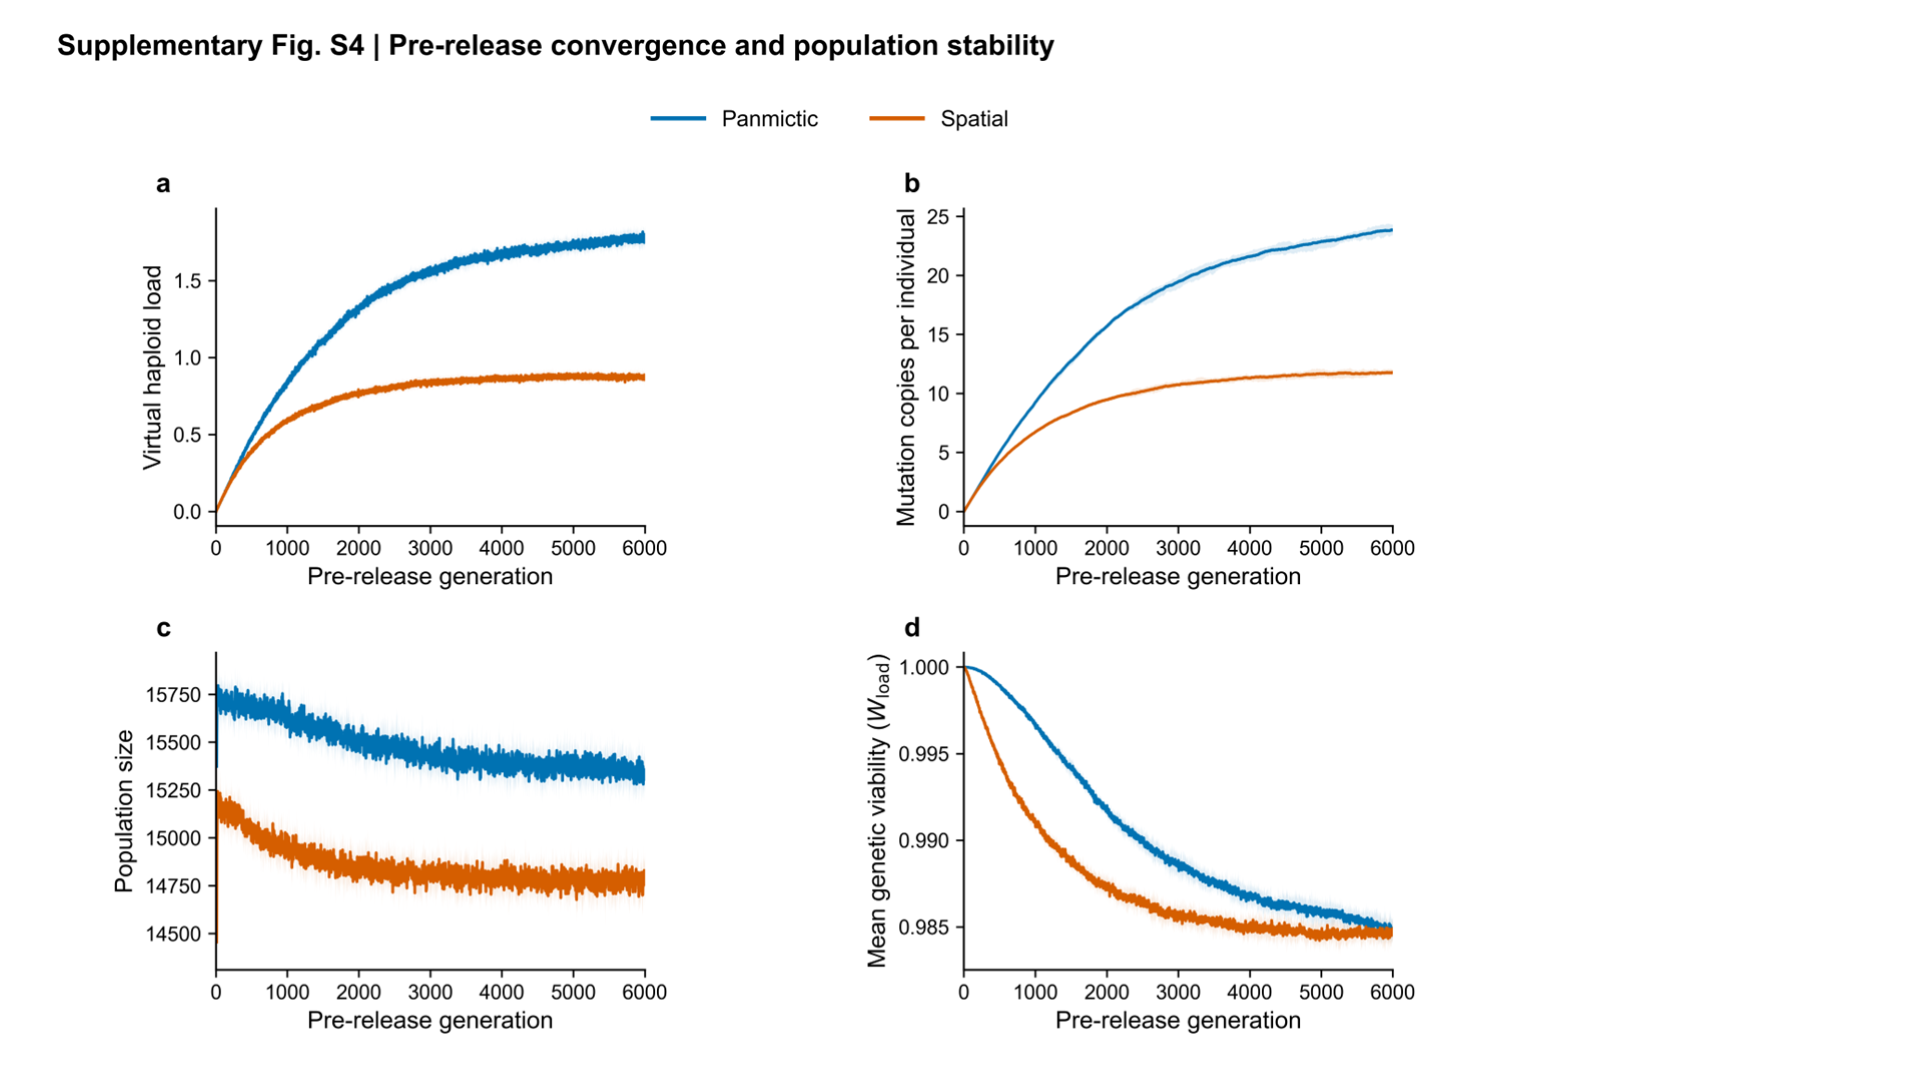 Supplementary Fig. S4 | Pre-release convergence and population stability
Panmictic
Spatial
a
Virtual haploid load
1.5
1.0
0.5
0.0
0 1000 2000 3000 4000 5000 6000
Pre-release generation
b
Mutation copies per individual
25
20
15
10
5
0
0 1000 2000 3000 4000 5000 6000
Pre-release generation
c
Population size
15750
15500
15250
15000
14750
14500
0 1000 2000 3000 4000 5000 6000
Pre-release generation
d
Mean genetic viability (Wload)
1.000
0.995
0.990
0.985
0 1000 2000 3000 4000 5000 6000
Pre-release generation